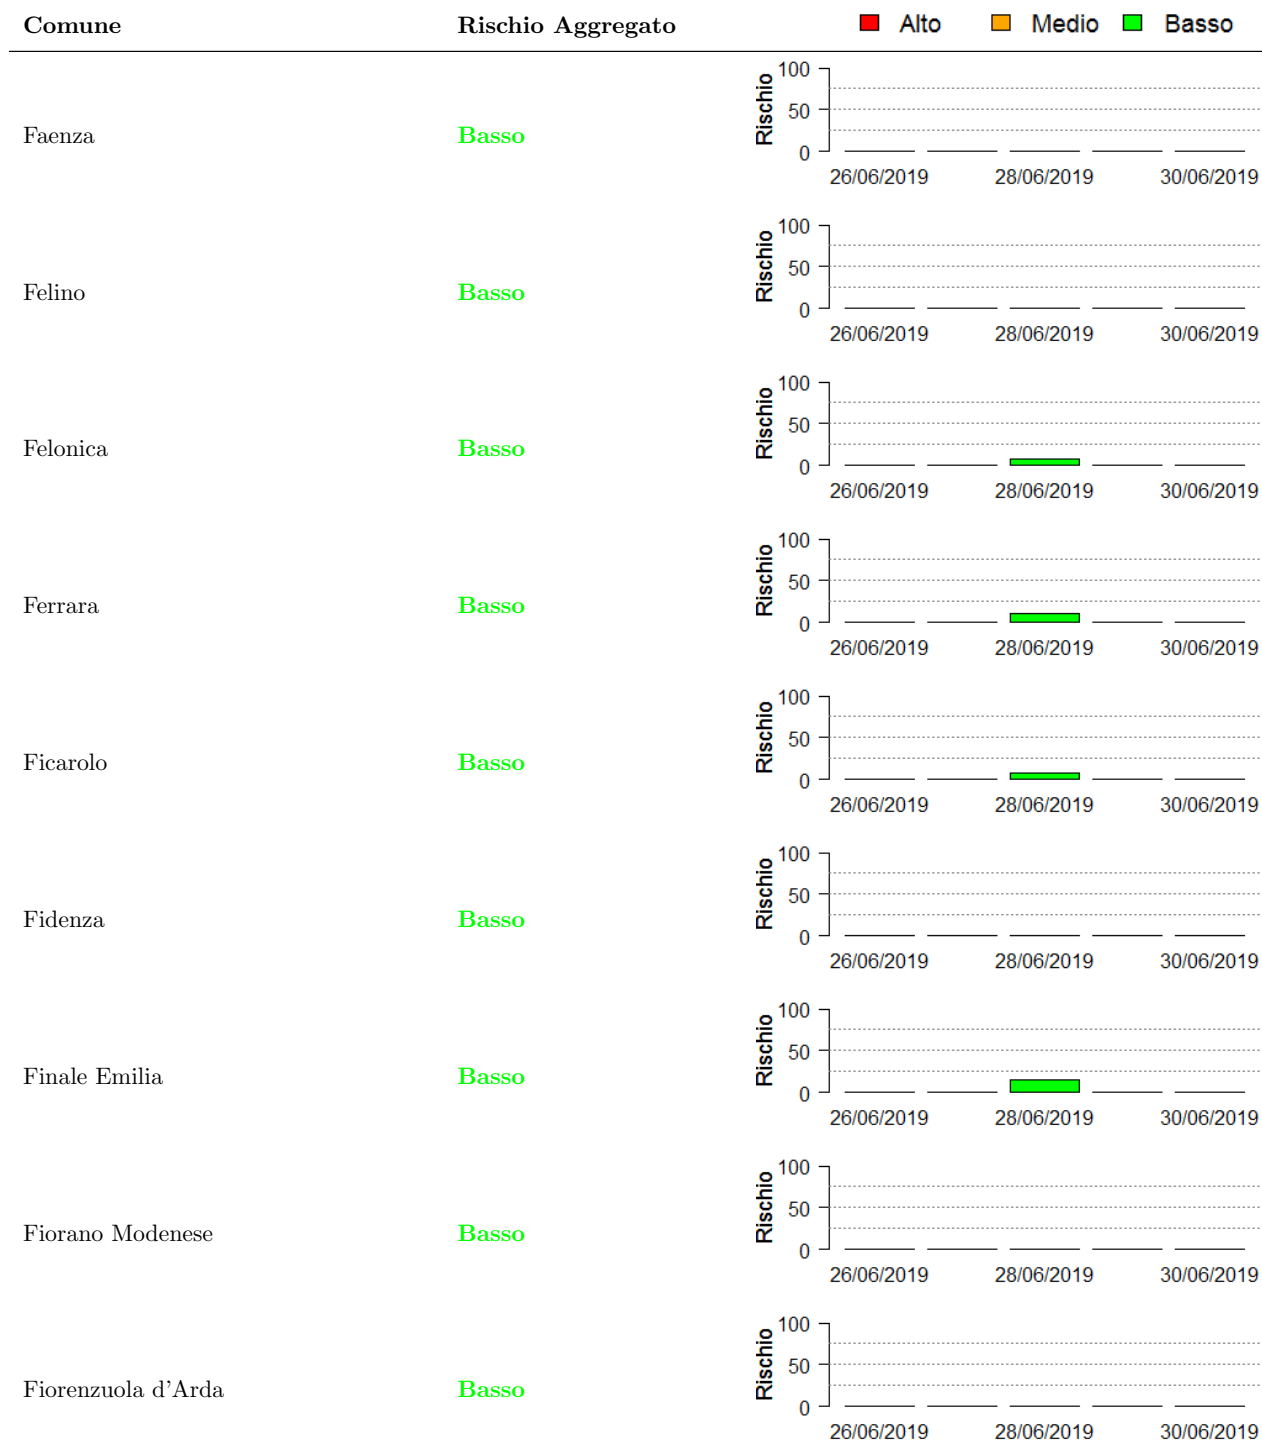 Comune Rischio Aggregato Alto Medio Basso
Faenza Basso Rischio 100 50 0
26/06/2019 28/06/2019 30/06/2019
Felino Basso Rischio 100 50 0
26/06/2019 28/06/2019 30/06/2019
Felonica Basso Rischio 100 50 0
26/06/2019 28/06/2019 30/06/2019
Ferrara Basso Rischio 100 50 0
26/06/2019 28/06/2019 30/06/2019
Ficarolo Basso Rischio 100 50 0
26/06/2019 28/06/2019 30/06/2019
Fidenza Basso Rischio 100 50 0
26/06/2019 28/06/2019 30/06/2019
Finale Emilia Basso Rischio 100 50 0
26/06/2019 28/06/2019 30/06/2019
Fiorano Modenese Basso Rischio 100 50 0
26/06/2019 28/06/2019 30/06/2019
Fiorenzuola d'Arda Basso Rischio 100 50 0
26/06/2019 28/06/2019 30/06/2019